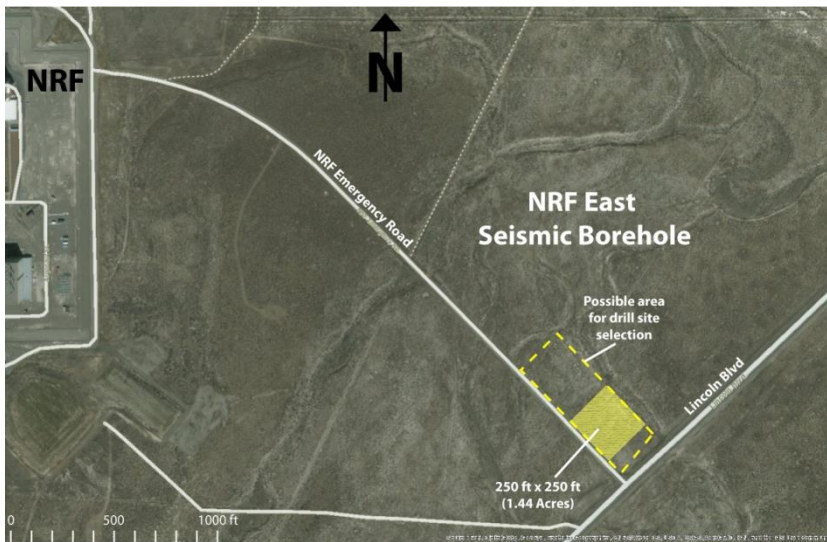 NRF
N
NRF Emergency Road
NRF East
Seismic Borehole
Possible area
for drill site
selection
Lincoln Blvd
250 ft x 250 ft
(1.44 Acres)
0 500 1000 ft